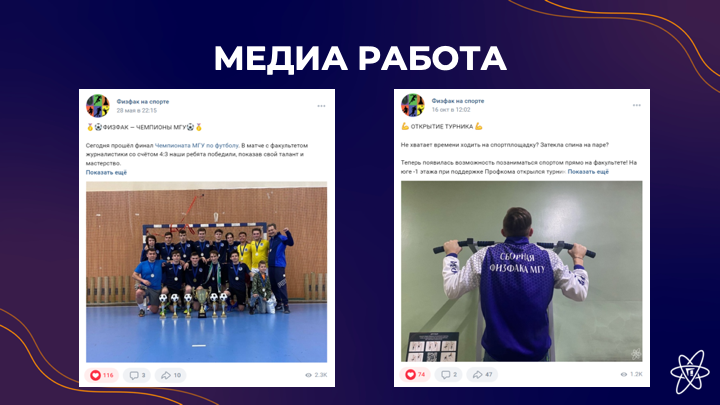 МЕДИА РАБОТА
Физфак на спорте
28 мая в 22:15
🥇⚽ФИЗФАК — ЧЕМПИОНЫ МГУ⚽🥇
Сегодня прошёл финал Чемпионата МГУ по футболу. В матче с факультетом
журналистики со счётом 4:3 наши ребята победили, показав свой талант и
мастерство.
Показать ещё
116
3
10
2.3K
Физфак на спорте
16 окт в 12:02
💪 ОТКРЫТИЕ ТУРНИКА 💪
Не хватает времени ходить на спортплощадку? Затекла спина на паре?
Теперь появилась возможность позаниматься спортом прямо на факультете! На
юге -1 этажа при поддержке Профкома открылся турни Показать ещё
СБОРНАЯ
ФИЗФАКА МГУ
74
2
47
1.2K